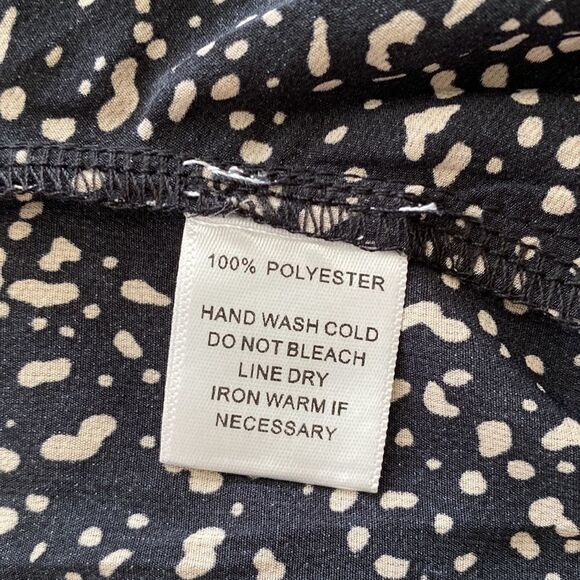 100% POLYESTER
HAND WASH COLD
DO NOT BLEACH
LINE DRY
IRON WARM IF
NECESSARY